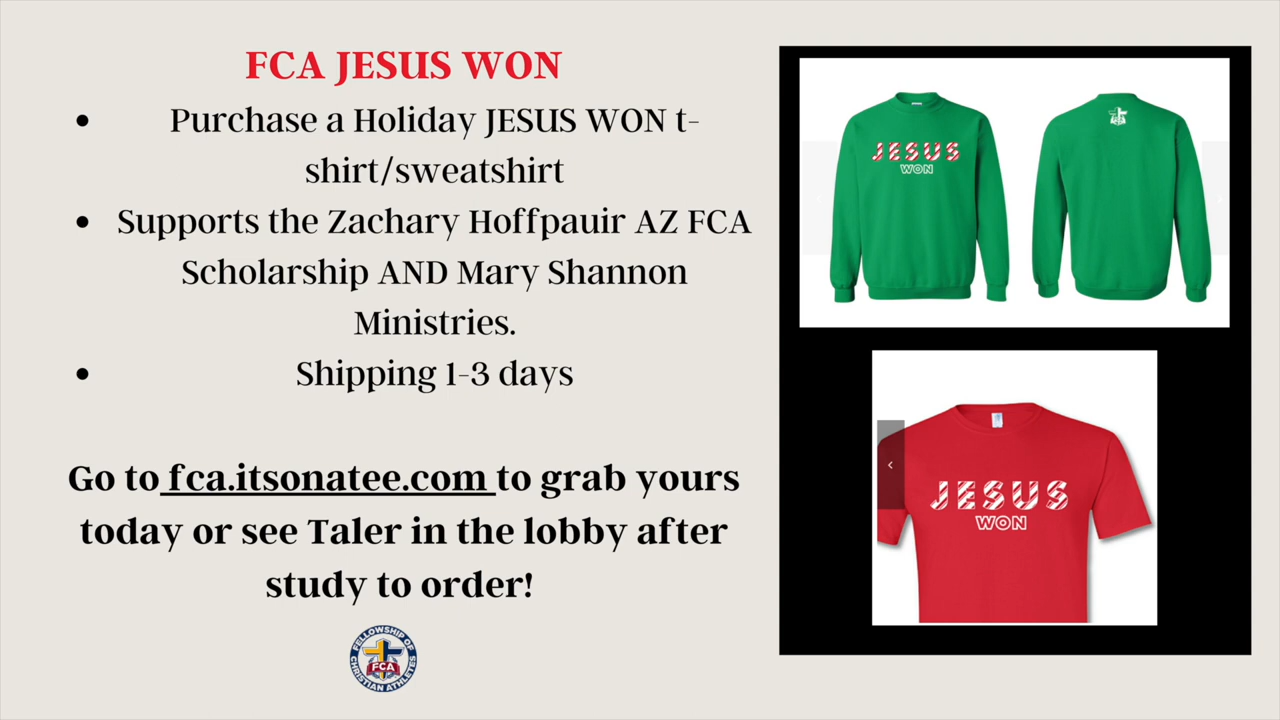 FCA JESUS WON
• Purchase a Holiday JESUS WON t-
shirt/sweatshirt
• Supports the Zachary Hoffpauir AZ FCA
Scholarship AND Mary Shannon
Ministries.
• Shipping 1-3 days
Go to fca.itsonatee.com to grab yours
today or see Taler in the lobby after
study to order!
FELLOWSHIP OF
FCA
CHRISTIAN ATHLETES
JESUS
WON
JESUS
WON